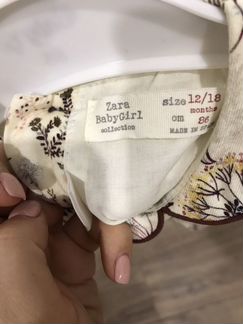 Zara
BabyGirl
collection
size 12/18
months
cm 86
MADE IN